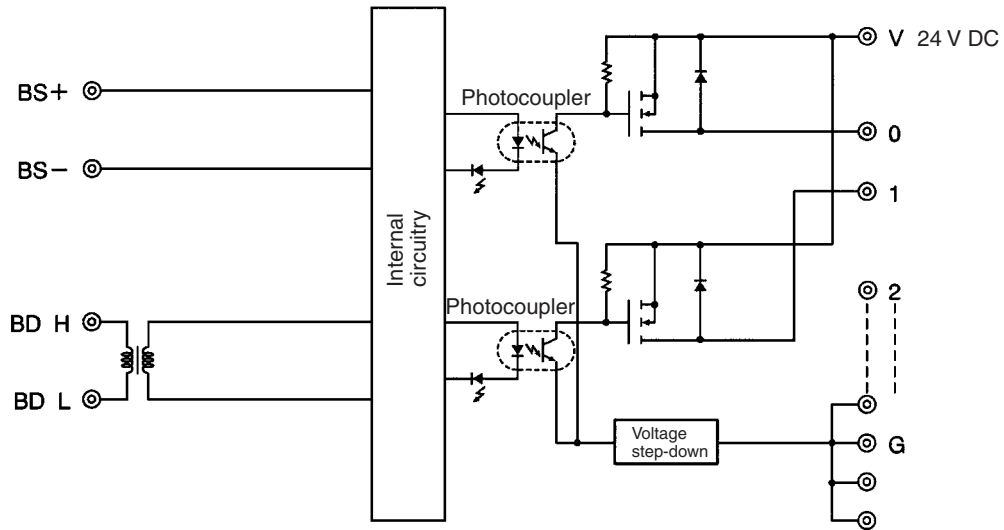 V 24 V DC
BS+
Photocoupler
0
BS−
1
Internal
circuitry
2
Photocoupler
BD H
BD L
Voltage
step-down
G